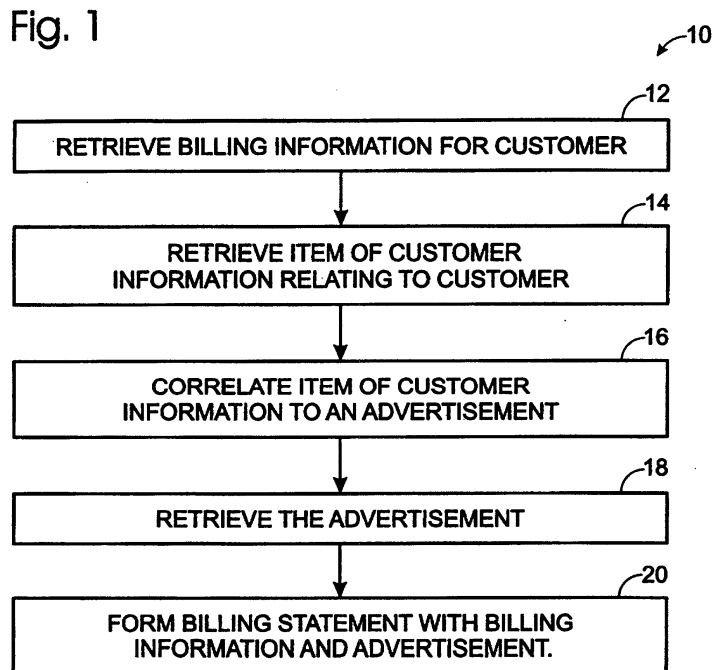 Fig. 1
10
12
RETRIEVE BILLING INFORMATION FOR CUSTOMER
14
RETRIEVE ITEM OF CUSTOMER
INFORMATION RELATING TO CUSTOMER
16
CORRELATE ITEM OF CUSTOMER
INFORMATION TO AN ADVERTISEMENT
18
RETRIEVE THE ADVERTISEMENT
20
FORM BILLING STATEMENT WITH BILLING
INFORMATION AND ADVERTISEMENT.